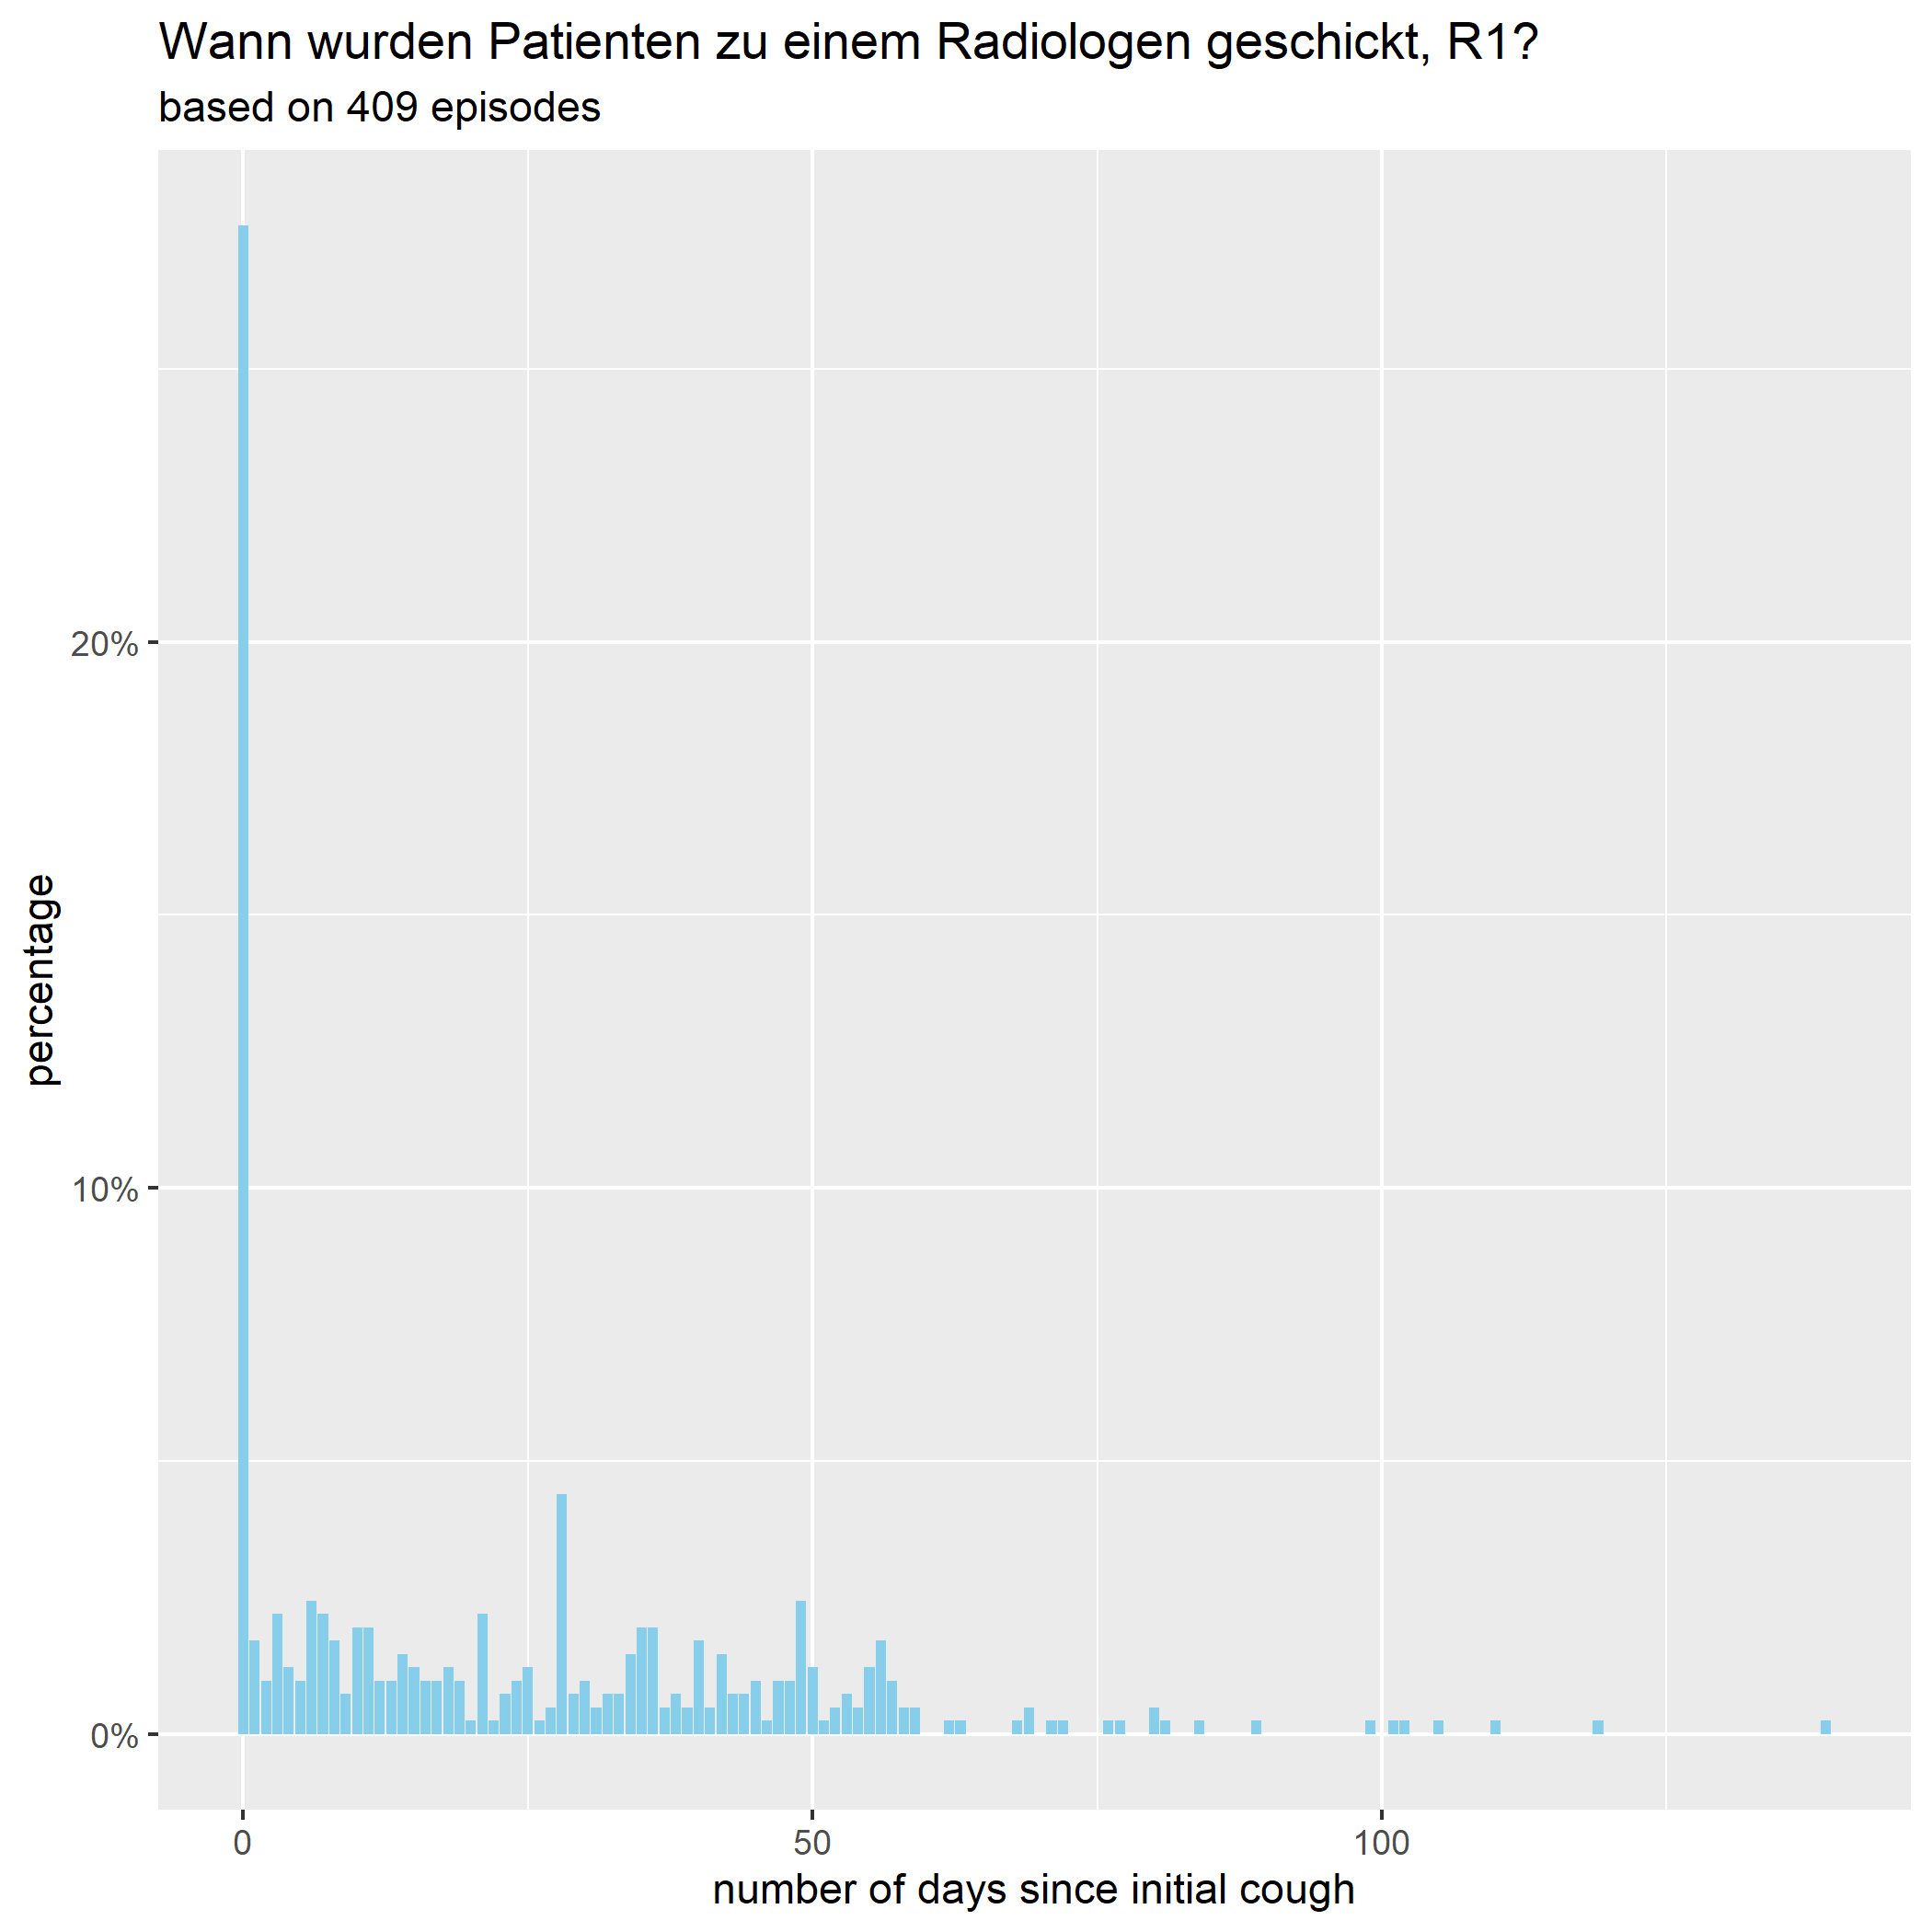 Wann wurden Patienten zu einem Radiologen geschickt, R1?
based on 409 episodes
percentage
20%
10%
0%
0
50
100
number of days since initial cough